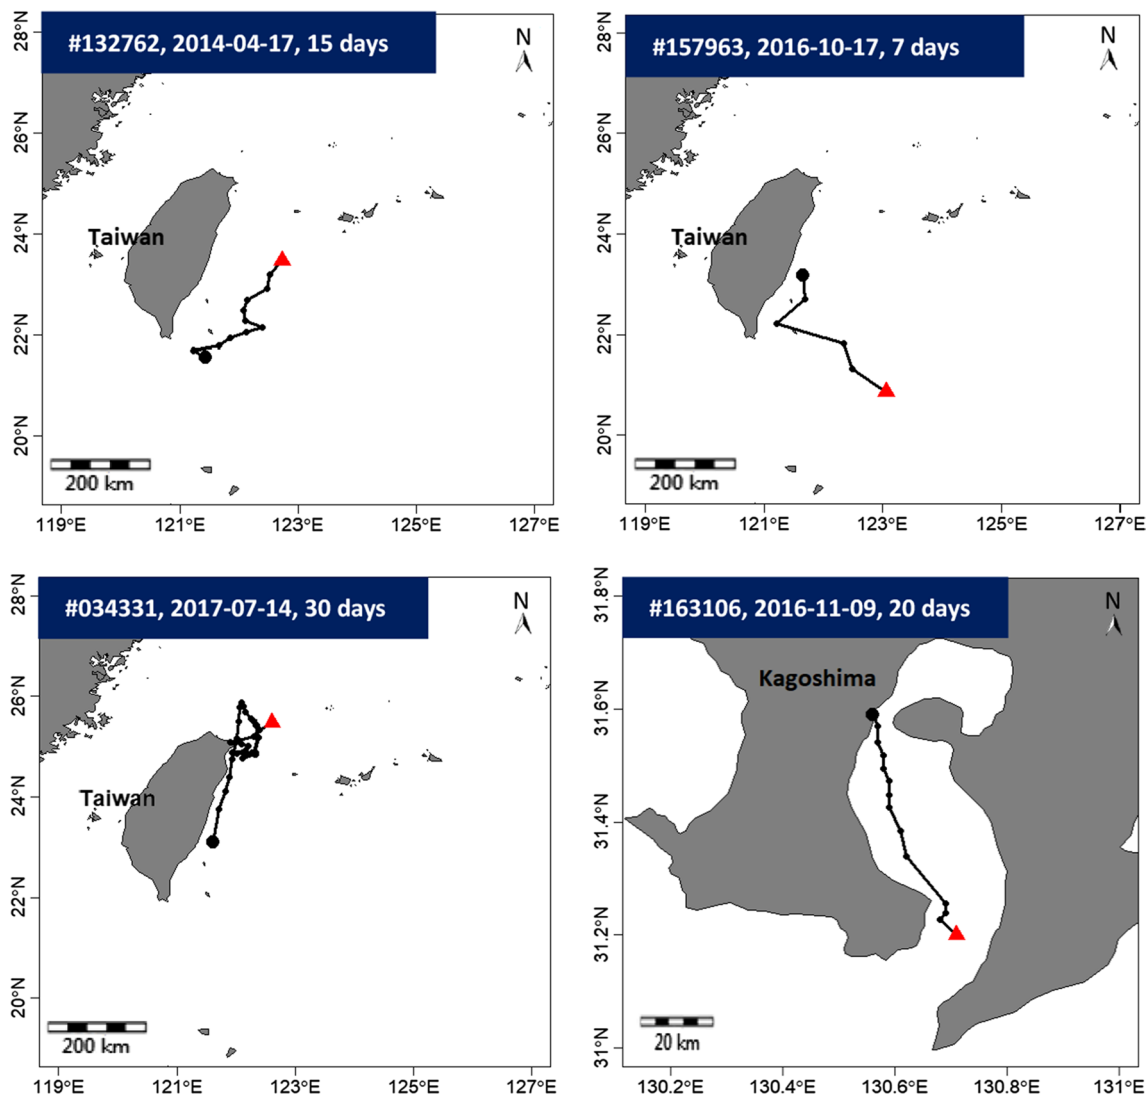 #132762, 2014-04-17, 15 days
N
28°N
26°N
24°N
22°N
20°N
Taiwan
200 km
119°E 121°E 123°E 125°E 127°E
#157963, 2016-10-17, 7 days
N
28°N
26°N
24°N
22°N
20°N
Taiwan
200 km
119°E 121°E 123°E 125°E 127°E
#034331, 2017-07-14, 30 days
N
28°N
26°N
24°N
22°N
20°N
Taiwan
200 km
119°E 121°E 123°E 125°E 127°E
#163106, 2016-11-09, 20 days
N
31.8°N
31.6°N
31.4°N
31.2°N
31°N
Kagoshima
20 km
130.2°E 130.4°E 130.6°E 130.8°E 131°E